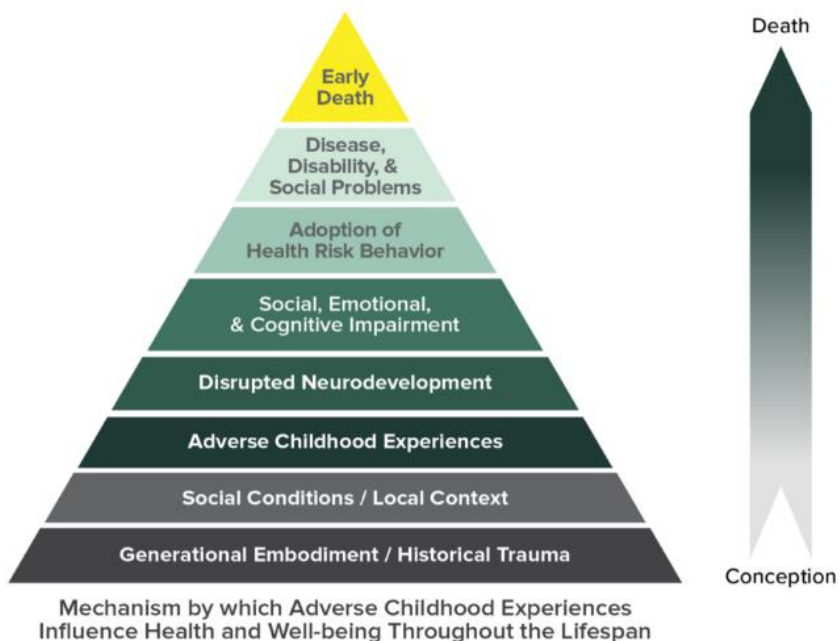 Early
Death
Disease,
Disability, &
Social Problems
Adoption of
Health Risk Behavior
Social, Emotional,
& Cognitive Impairment
Disrupted Neurodevelopment
Adverse Childhood Experiences
Social Conditions / Local Context
Generational Embodiment / Historical Trauma
Mechanism by which Adverse Childhood Experiences
Influence Health and Well-being Throughout the Lifespan
Death
Conception